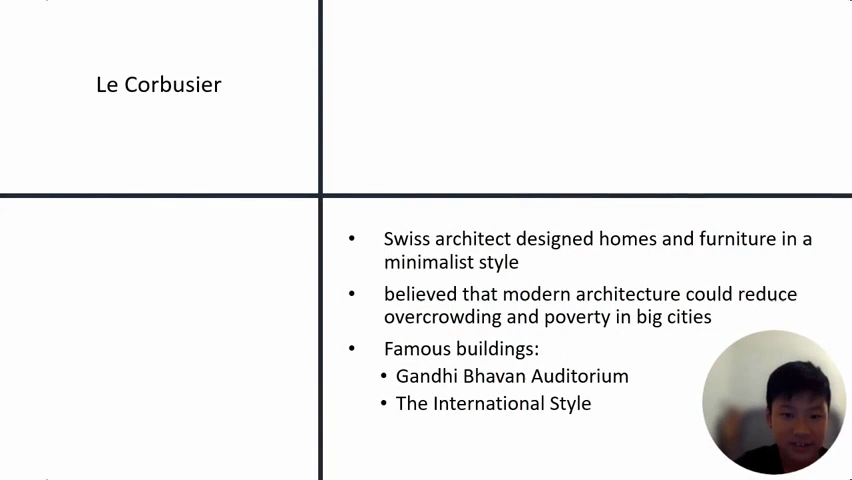 Le Corbusier
• Swiss architect designed homes and furniture in a
minimalist style
• believed that modern architecture could reduce
overcrowding and poverty in big cities
• Famous buildings:
• Gandhi Bhavan Auditorium
• The International Style